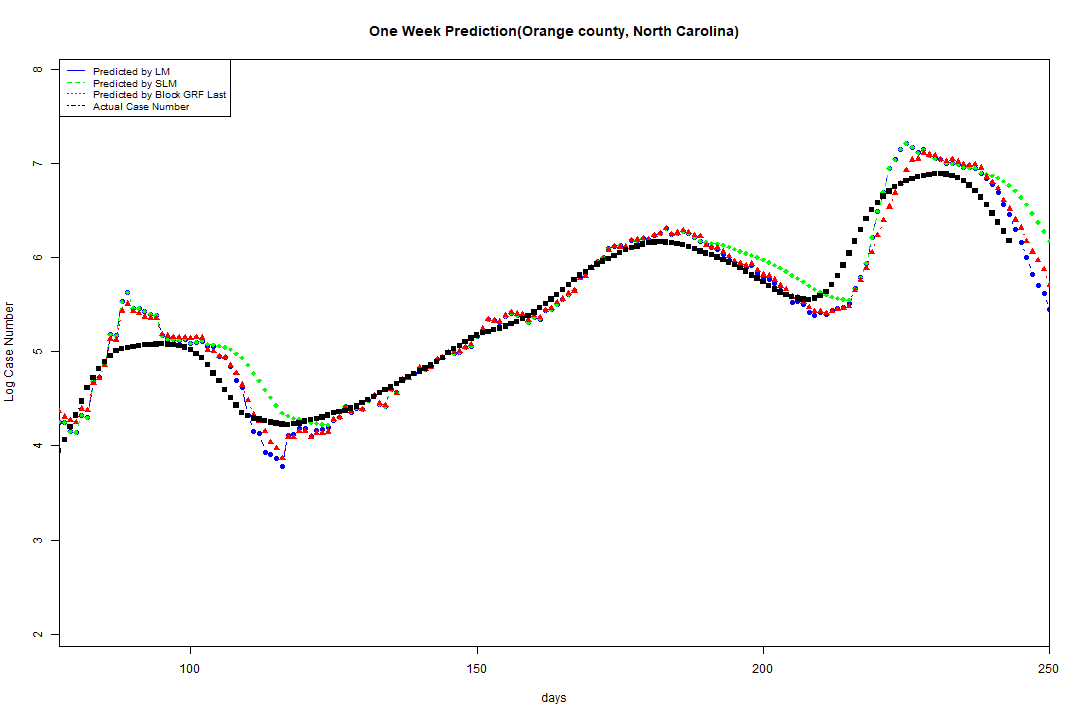 One Week Prediction(Orange county, North Carolina)
Predicted by LM
Predicted by SLM
Predicted by Block GRF Last
Actual Case Number
8
7
6
5
4
3
2
Log Case Number
100
150
200
250
days